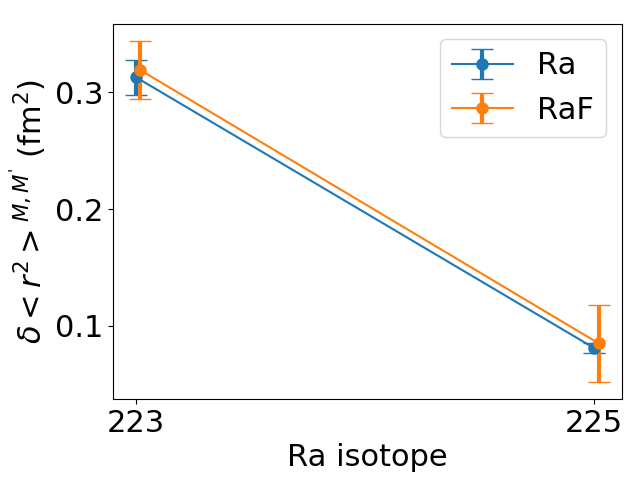 δ < r² >ᴹ,ᴹ' (fm²)
0.3
0.2
0.1
223
225
Ra isotope
Ra
RaF